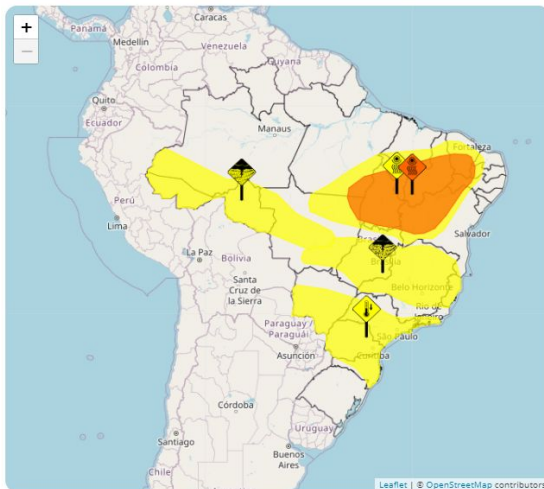 +
−
Panamá
Caracas
Medellín
Venezuela
Guyana
Colombia
Quito
Ecuador
Manaus
Fortaleza
Perú
Lima
Salvador
Brasília
La Paz
Bolivia
Santa
Cruz de
la Sierra
Belo Horizonte
Rio de
Janeiro
São Paulo
Paraguay /
Paraguái
Asunción
Curitiba
Córdoba
Santiago
Uruguay
Buenos
Aires
Chile
Leaflet | © OpenStreetMap contributors